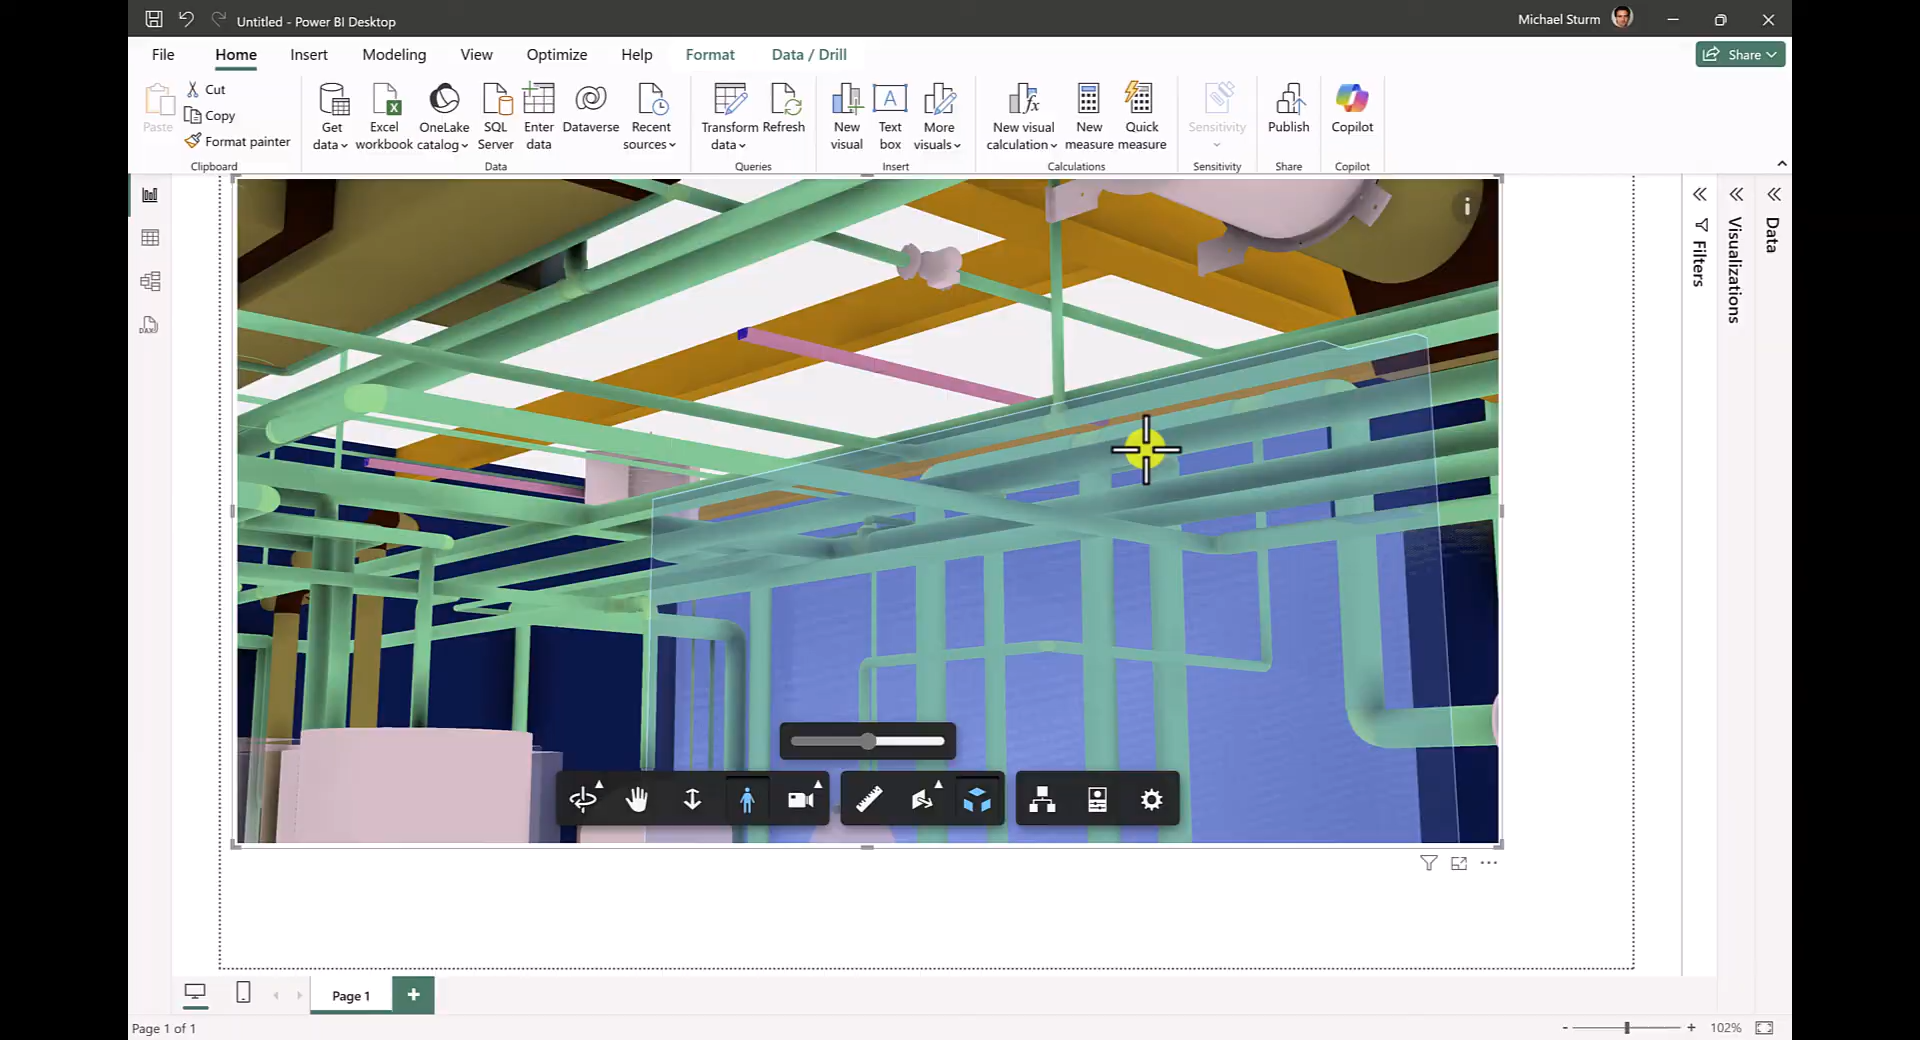 Untitled - Power BI Desktop
Michael Sturm
File
Home
Insert
Modeling
View
Optimize
Help
Format
Data / Drill
Share
Paste
Cut
Copy
Format painter
Clipboard
Get data
Excel workbook
OneLake catalog
SQL Server
Enter data
Dataverse
Recent sources
Data
Transform data
Refresh
Queries
New visual
Text box
More visuals
Insert
New visual calculation
New measure
Quick measure
Calculations
Sensitivity
Sensitivity
Publish
Share
Copilot
Copilot
DAX
Filters
Visualizations
Data
Page 1
Page 1 of 1
102%